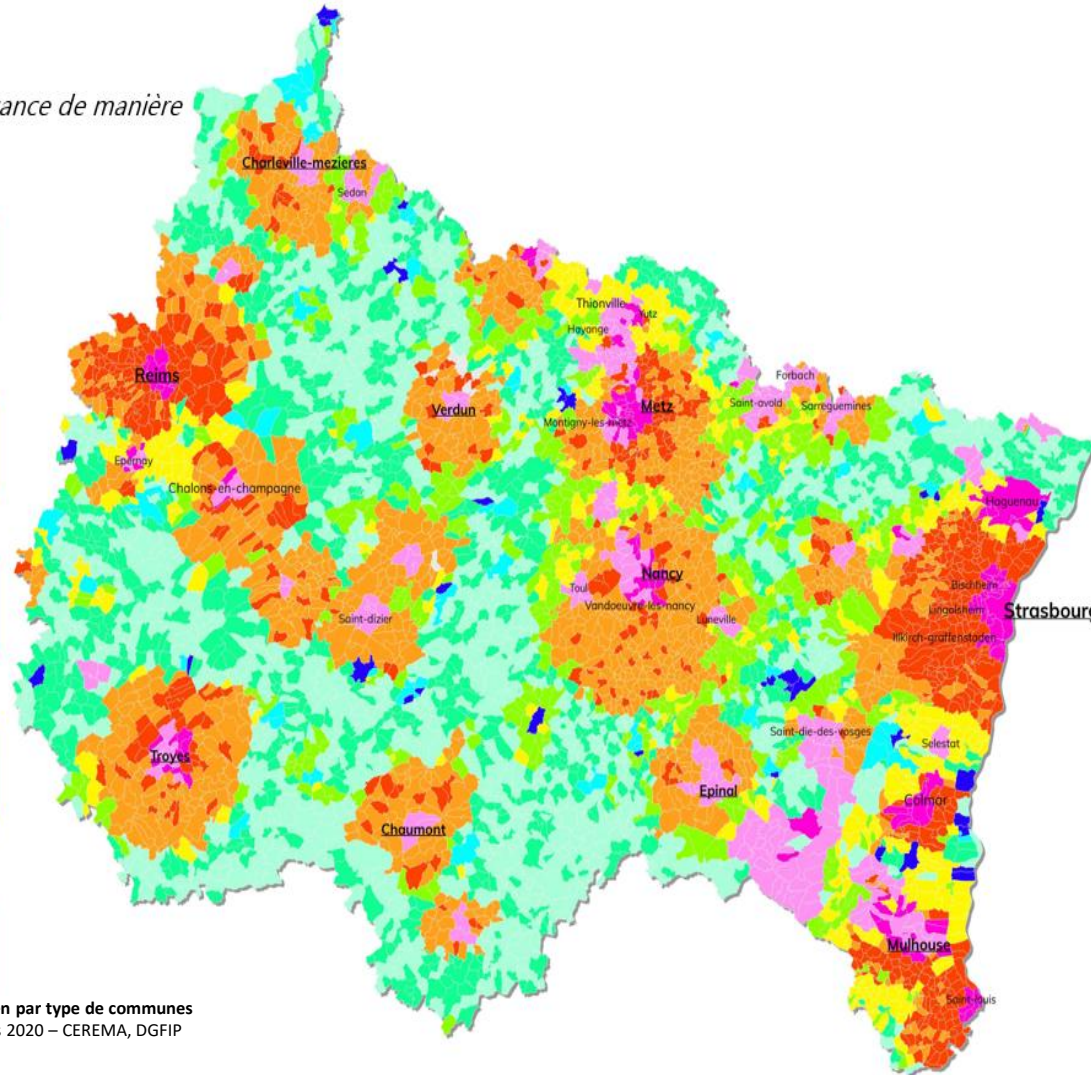 ance de manière
Charleville-mezieres
Sedan
Thionville
Yutz
Hayange
Forbach
Reims
Saint-avold
Sarreguemines
Verdun
Metz
Montigny-les-metz
Epernay
Chalons-en-champagne
Haguenau
Nancy
Bischheim
Toul
Vandoeuvre-les-nancy
Lingolsheim
Strasbourg
Saint-dizier
Luneville
Illkirch-graffenstaden
Saint-die-des-vosges
Selestat
Troyes
Epinal
Colmar
Chaumont
Mulhouse
Saint-louis
en par type de communes
2020 – CEREMA, DGFIP